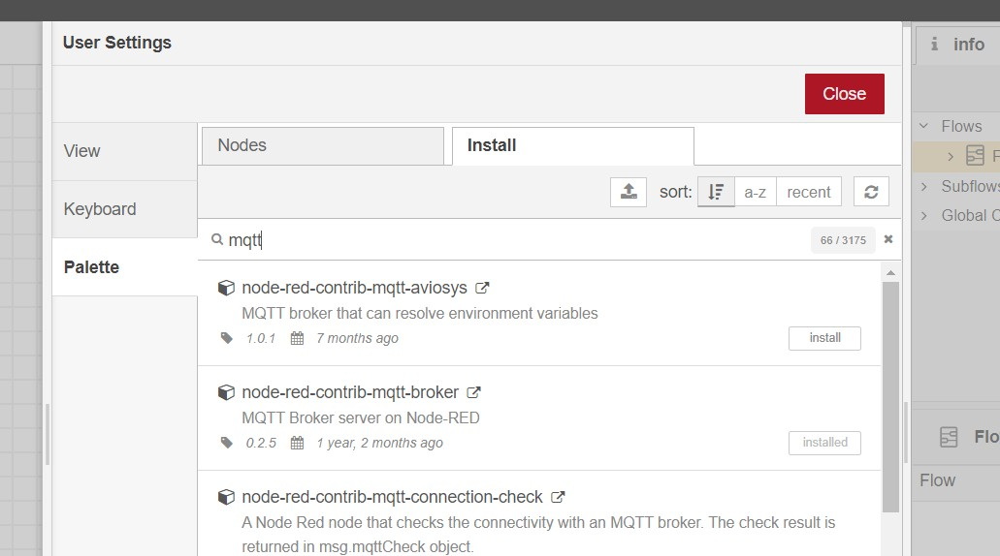 User Settings
info
Close
View
Keyboard
Palette
Nodes
Install
sort:
a-z
recent
mqtt
66 / 3175
node-red-contrib-mqtt-aviosys
MQTT broker that can resolve environment variables
1.0.1 7 months ago
install
node-red-contrib-mqtt-broker
MQTT Broker server on Node-RED
0.2.5 1 year, 2 months ago
installed
node-red-contrib-mqtt-connection-check
A Node Red node that checks the connectivity with an MQTT broker. The check result is
returned in msg.mqttCheck object.
Flows
F
Subflows
Global C
Flo
Flow